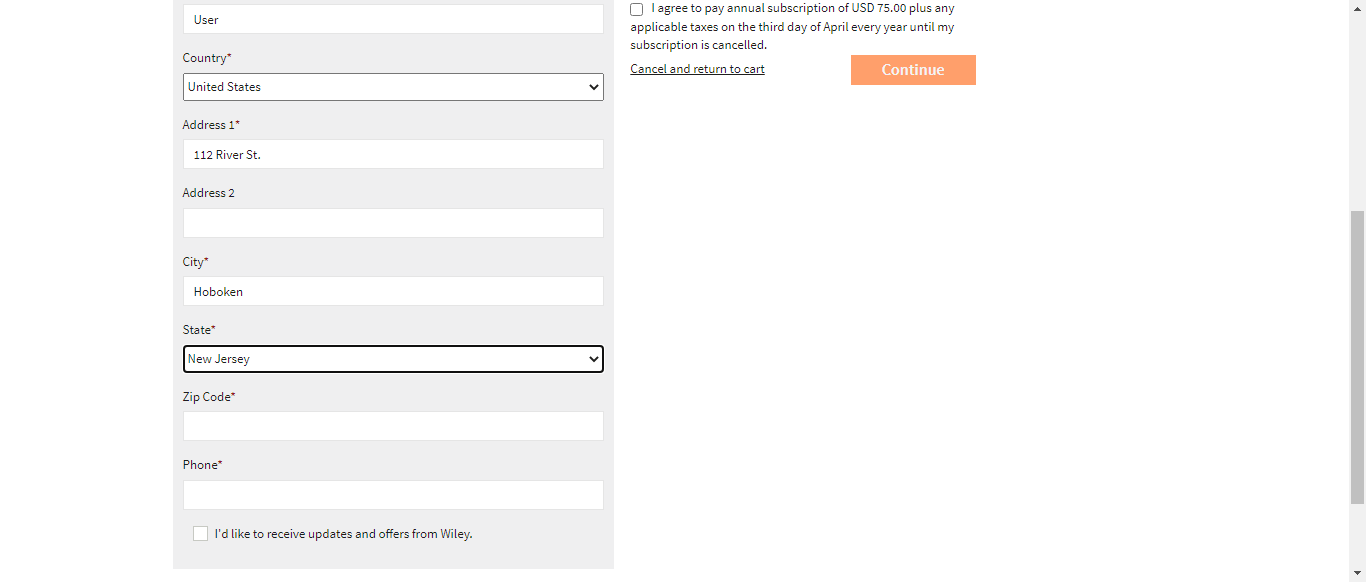 User
Country*
United States
Address 1*
112 River St.
Address 2
City*
Hoboken
State*
New Jersey
Zip Code*
Phone*
I'd like to receive updates and offers from Wiley.
I agree to pay annual subscription of USD 75.00 plus any
applicable taxes on the third day of April every year until my
subscription is cancelled.
Cancel and return to cart
Continue